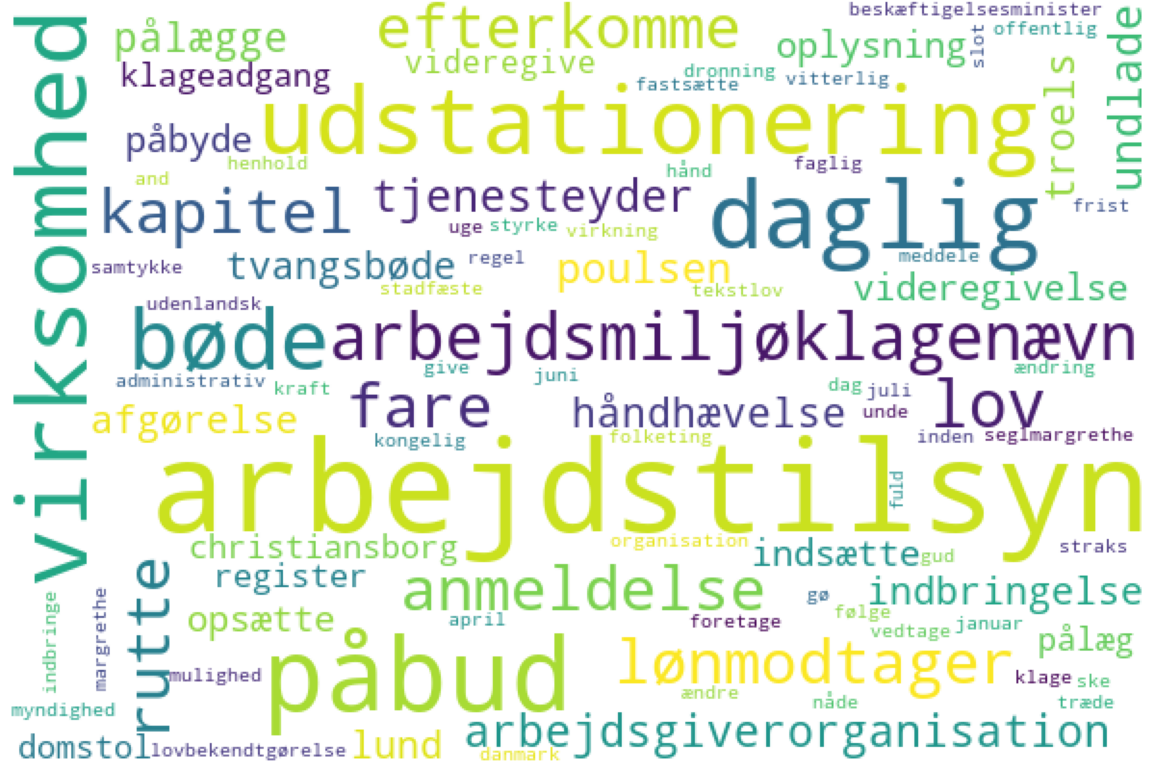 virksomhed
pålægge
efterkomme
beskæftigelsesminister
offentlig
slot
oplysning
undlade
klageadgang
videregive
dronning
fastsætte
vitterlig
troels
udstationering
påbyde
henhold
hånd
faglig
and
kapitel
tjenesteyder
daglig
frist
uge
styrke
virkning
samtykke
tvangsbøde
regel
poulsen
meddele
stadfæste
tekstlov
videregivelse
udenlandsk
bøde
arbejdsmiljøklagenævn
administrativ
kraft
give
juni
ændring
dag
juli
afgørelse
fare
håndhævelse
unde
lov
kongelig
folketing
inden
seglmargrethe
arbejdstilsyn
fuld
christiansborg
organisation
indsætte
gud
straks
rutte
register
anmeldelse
gø
indbringelse
indbringe
margrethe
opsætte
april
foretage
følge
vedtage
januar
pålæg
påbud
lønmodtager
mulighed
klage
ske
ændre
nåde
træde
myndighed
domstol
lovbekendtgørelse
lund
arbejdsgiverorganisation
danmark